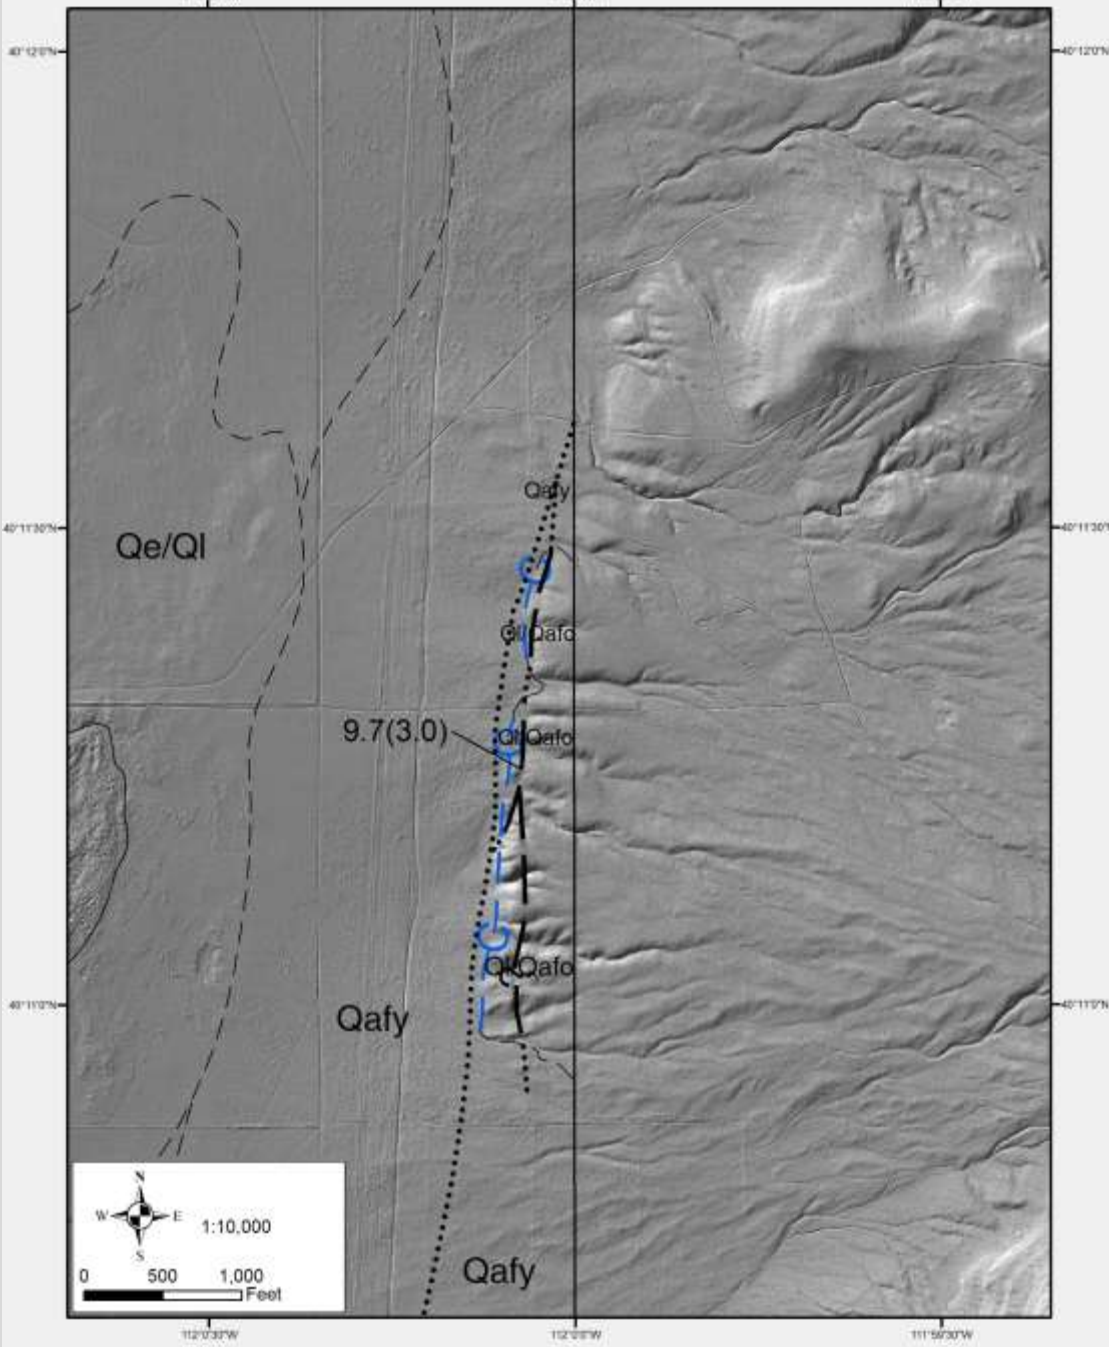 40°12'0"N
40°12'0"N
Qafy
40°11'30"N
40°11'30"N
Qe/Ql
Ql/Qafo
9.7(3.0)
Ql/Qafo
Ql/Qafo
40°11'0"N
40°11'0"N
Qafy
N
W
E
S
1:10,000
0 500 1,000
Feet
Qafy
112°0'30"W
112°0'0"W
111°59'30"W